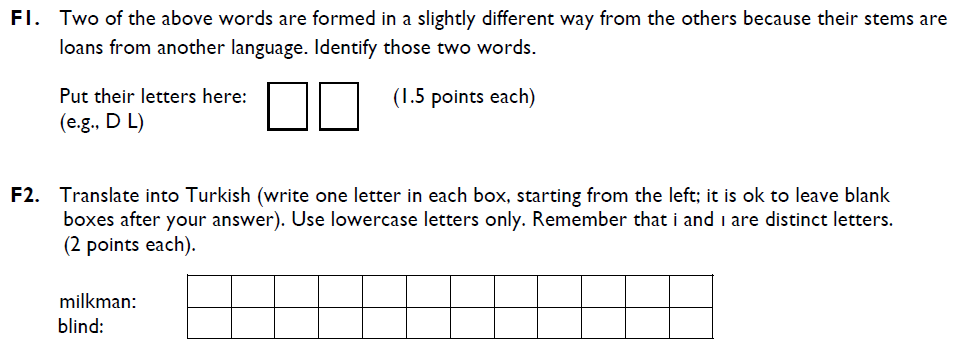 F1. Two of the above words are formed in a slightly different way from the others because their stems are
loans from another language. Identify those two words.
Put their letters here: (1.5 points each)
(e.g., D L)
F2. Translate into Turkish (write one letter in each box, starting from the left; it is ok to leave blank
boxes after your answer). Use lowercase letters only. Remember that i and ı are distinct letters.
(2 points each).
milkman:
blind: